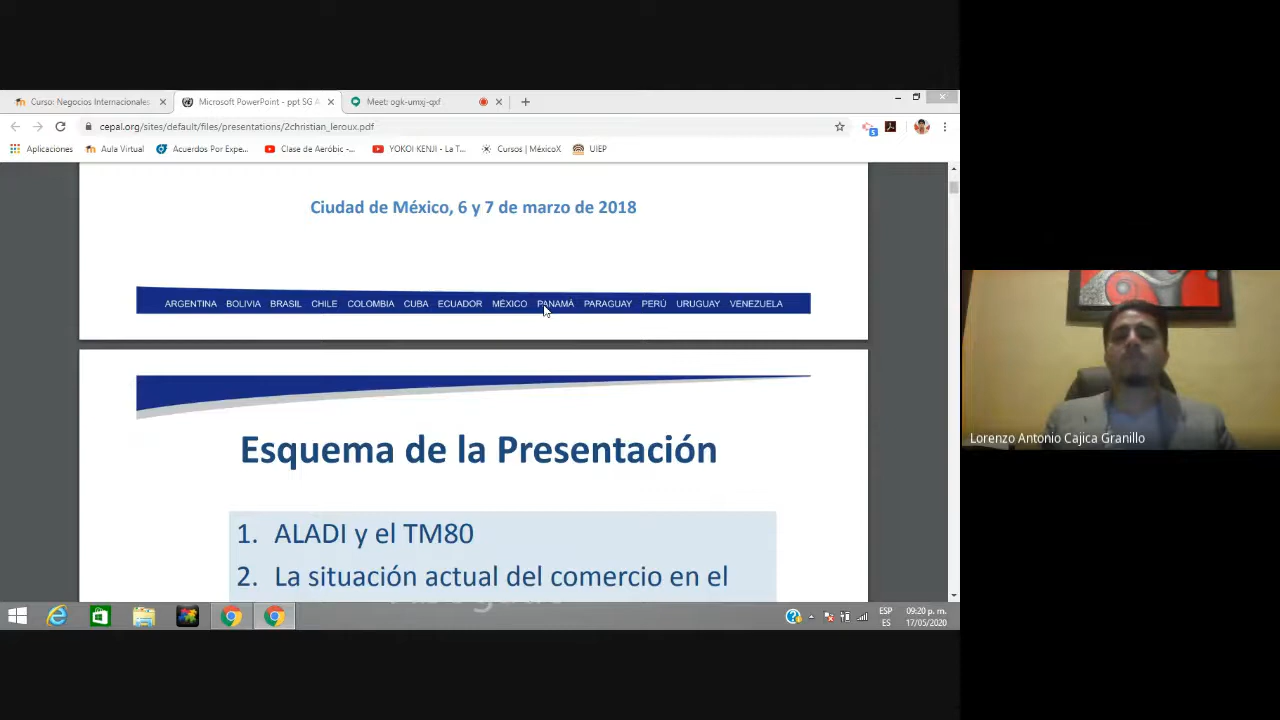 Curso: Negocios Internacionales
Microsoft PowerPoint - ppt SG A
Meet: ogk-umxj-qxf
cepal.org/sites/default/files/presentations/2christian_leroux.pdf
5
Aplicaciones
Aula Virtual
Acuerdos Por Expe...
Clase de Aeróbic -...
YOKOI KENJI - La T...
Cursos | MéxicoX
UIEP
Ciudad de México, 6 y 7 de marzo de 2018
ARGENTINA BOLIVIA BRASIL CHILE COLOMBIA CUBA ECUADOR MÉXICO PANAMÁ PARAGUAY PERÚ URUGUAY VENEZUELA
Esquema de la Presentación
1. ALADI y el TM80
2. La situación actual del comercio en el
Lorenzo Antonio Cajica Granillo
ESP
ES
09:20 p. m.
17/05/2020